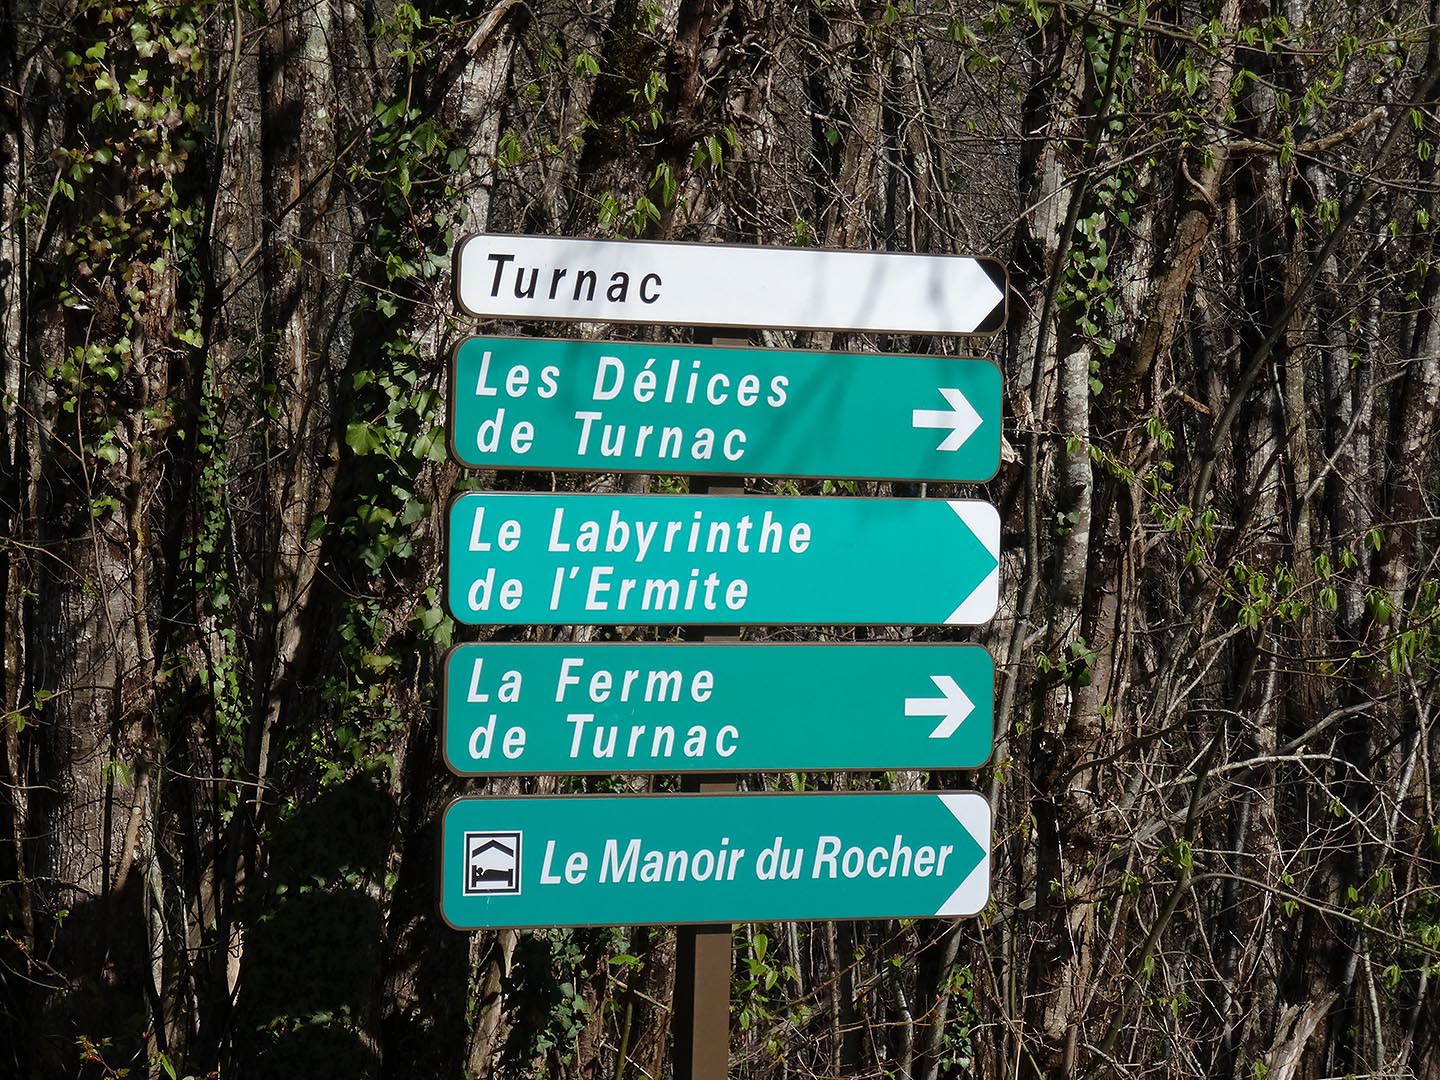 Turnac
Les Délices
de Turnac
Le Labyrinthe
de l'Ermite
La Ferme
de Turnac
Le Manoir du Rocher